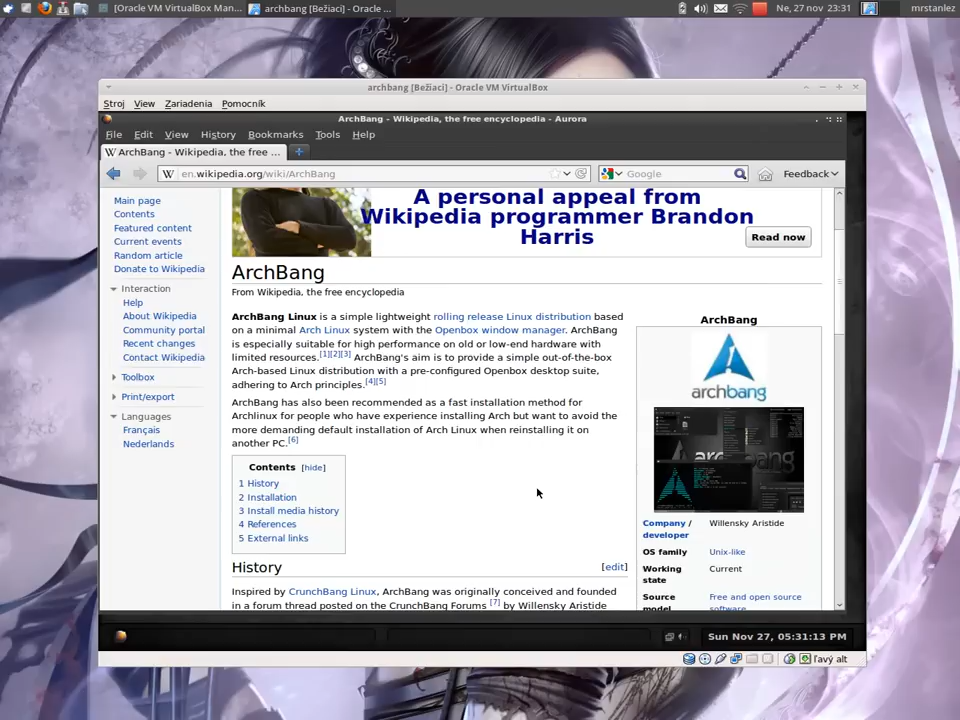 [Oracle VM VirtualBox Man...
archbang [Bežiaci] - Oracle ...
Ne, 27 nov 23:31
mrstanlez
archbang [Bežiaci] - Oracle VM VirtualBox
Stroj View Zariadenia Pomocník
ArchBang - Wikipedia, the free encyclopedia - Aurora
File Edit View History Bookmarks Tools Help
W ArchBang - Wikipedia, the free ...
W en.wikipedia.org/wiki/ArchBang
Google
Feedback
Main page
Contents
Featured content
Current events
Random article
Donate to Wikipedia
Interaction
Help
About Wikipedia
Community portal
Recent changes
Contact Wikipedia
Toolbox
Print/export
Languages
Français
Nederlands
A personal appeal from
Wikipedia programmer Brandon
Harris
Read now
ArchBang
From Wikipedia, the free encyclopedia
ArchBang Linux is a simple lightweight rolling release Linux distribution based
on a minimal Arch Linux system with the Openbox window manager. ArchBang
is especially suitable for high performance on old or low-end hardware with
limited resources.[1][2][3] ArchBang's aim is to provide a simple out-of-the-box
Arch-based Linux distribution with a pre-configured Openbox desktop suite,
adhering to Arch principles.[4][5]
ArchBang has also been recommended as a fast installation method for
Archlinux for people who have experience installing Arch but want to avoid the
more demanding default installation of Arch Linux when reinstalling it on
another PC.[6]
Contents [hide]
1 History
2 Installation
3 Install media history
4 References
5 External links
History [edit]
Inspired by CrunchBang Linux, ArchBang was originally conceived and founded
in a forum thread posted on the CrunchBang Forums [7] by Willensky Aristide
ArchBang
archbang
archbang
Company / developer Willensky Aristide
OS family Unix-like
Working state Current
Source model Free and open source software
Sun Nov 27, 05:31:13 PM
ľavý alt